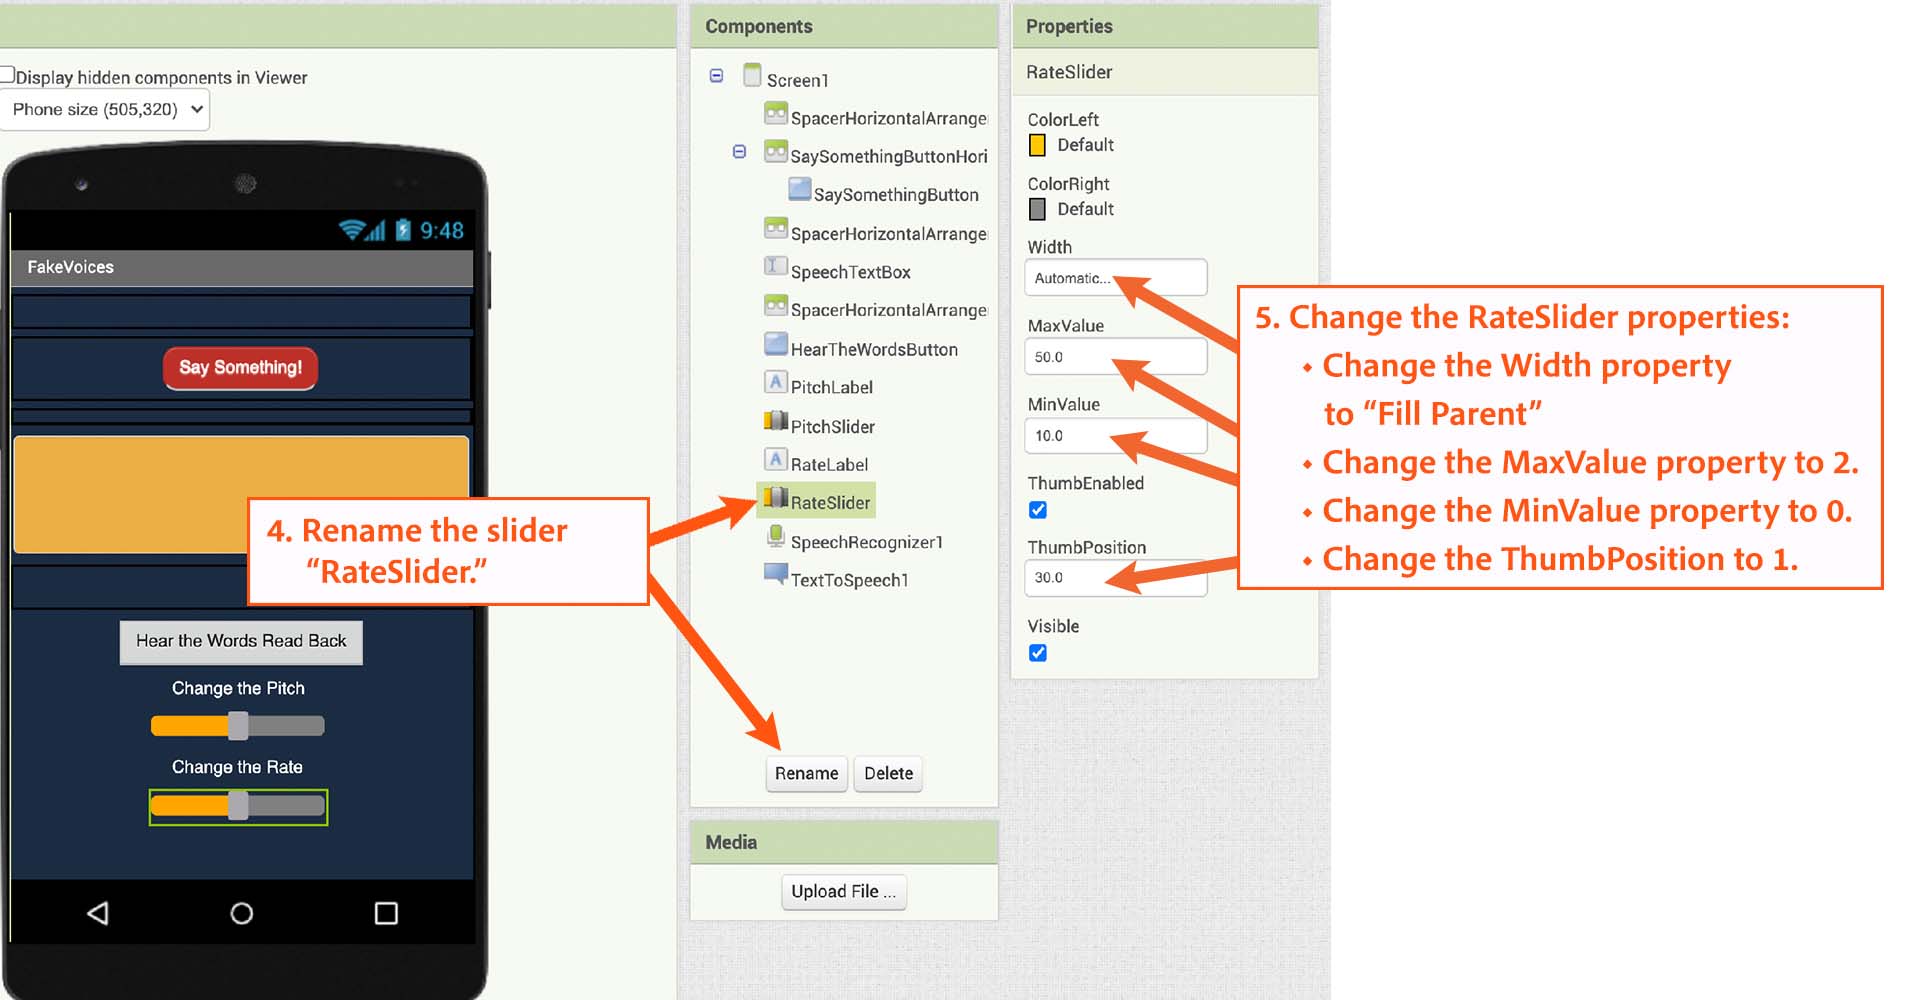 Display hidden components in Viewer
Phone size (505,320)
9:48
FakeVoices
Say Something!
Hear the Words Read Back
Change the Pitch
Change the Rate
4. Rename the slider
“RateSlider.”
Components
Screen1
SpacerHorizontalArrange
SaySomethingButtonHori
SaySomethingButton
SpacerHorizontalArrange
SpeechTextBox
SpacerHorizontalArrange
HearTheWordsButton
A PitchLabel
PitchSlider
A RateLabel
RateSlider
SpeechRecognizer1
TextToSpeech1
Rename Delete
Media
Upload File ...
Properties
RateSlider
ColorLeft
Default
ColorRight
Default
Width
Automatic...
MaxValue
50.0
MinValue
10.0
ThumbEnabled
ThumbPosition
30.0
Visible
5. Change the RateSlider properties:
• Change the Width property
to “Fill Parent”
• Change the MaxValue property to 2.
• Change the MinValue property to 0.
• Change the ThumbPosition to 1.